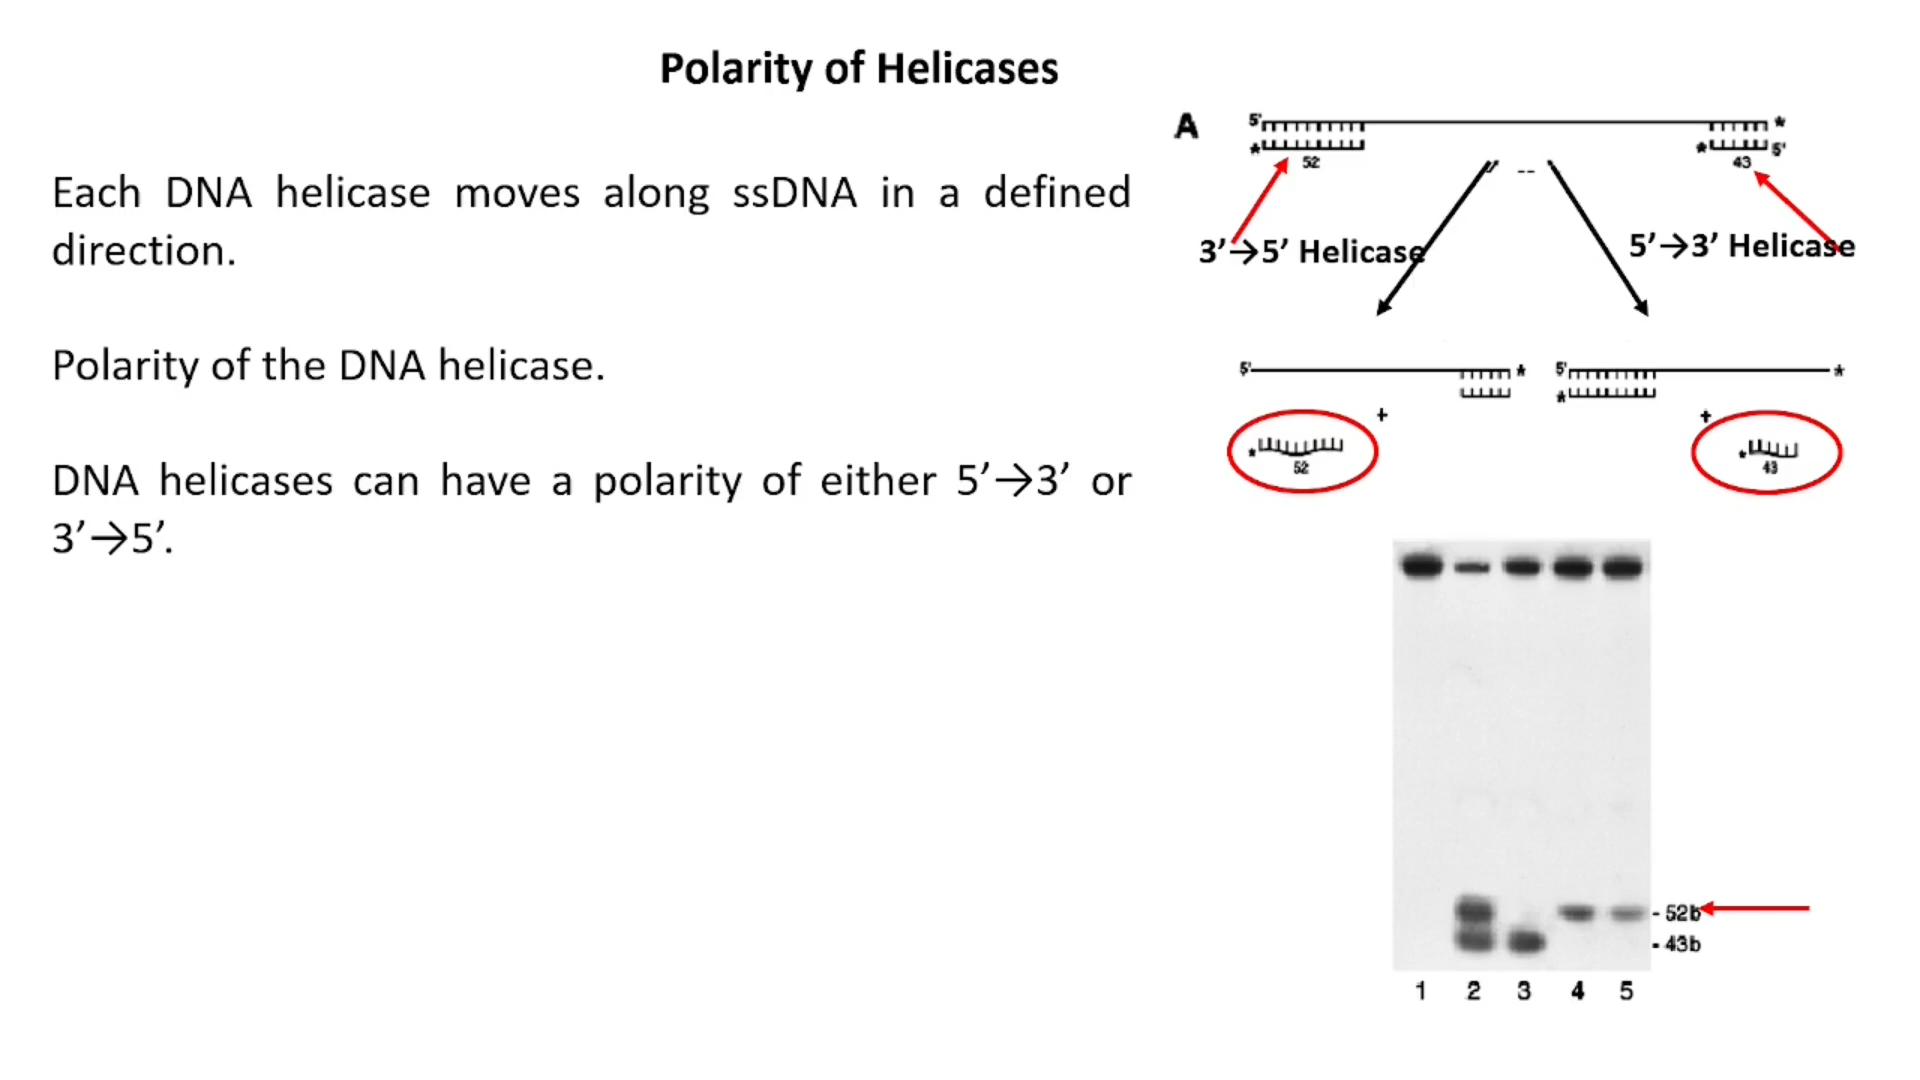 Polarity of Helicases
Each DNA helicase moves along ssDNA in a defined
direction.
Polarity of the DNA helicase.
DNA helicases can have a polarity of either 5’→3’ or
3’→5’.
A
5' *
* 52 * 43 5'
3’→5’ Helicase
5’→3’ Helicase
5' * 5' *
*
+ +
* 52 * 43
- 52b
- 43b
1 2 3 4 5